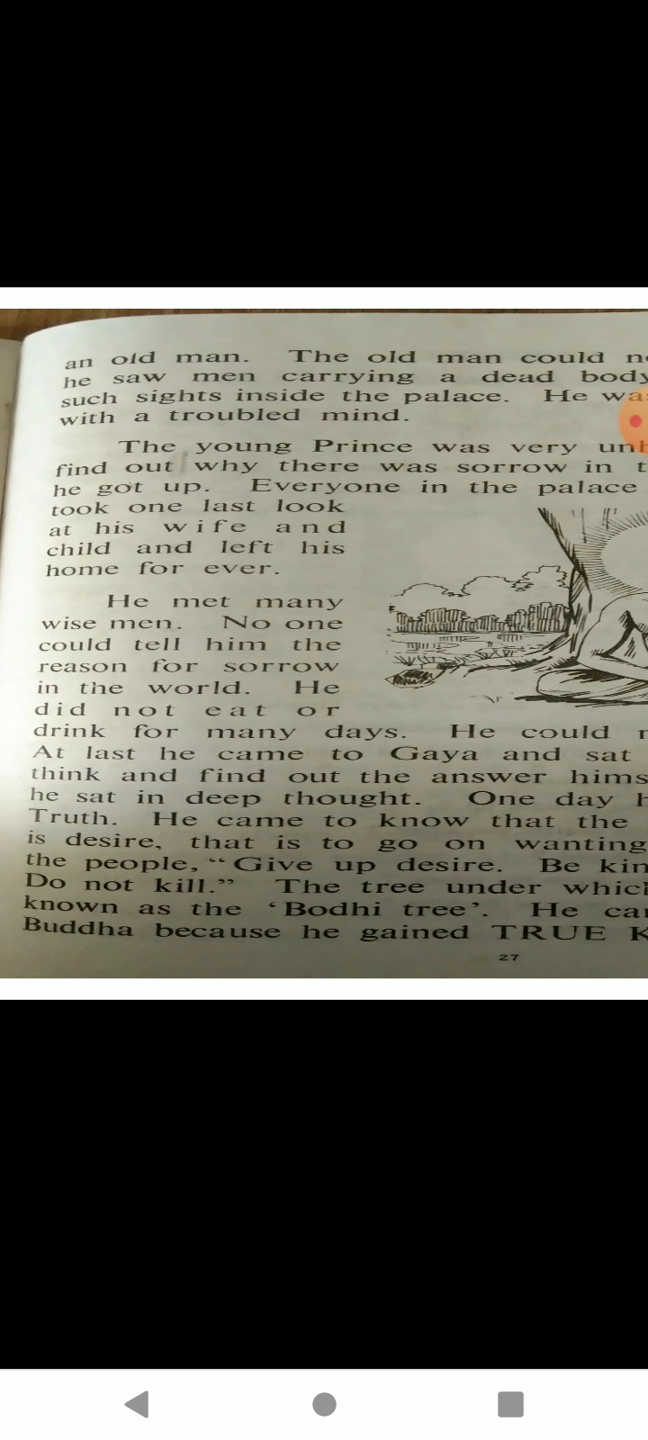 an old man. The old man could n
he saw men carrying a dead body
such sights inside the palace. He wa
with a troubled mind.
The young Prince was very unh
find out why there was sorrow in t
he got up. Everyone in the palace
took one last look
at his wife and
child and left his
home for ever.
He met many
wise men. No one
could tell him the
reason for sorrow
in the world. He
did not eat or
drink for many days. He could
At last he came to Gaya and sat
think and find out the answer hims
he sat in deep thought. One day h
Truth. He came to know that the
is desire, that is to go on wanting
the people, “Give up desire. Be kin
Do not kill.” The tree under which
known as the ‘Bodhi tree’. He ca
Buddha because he gained TRUE K
27